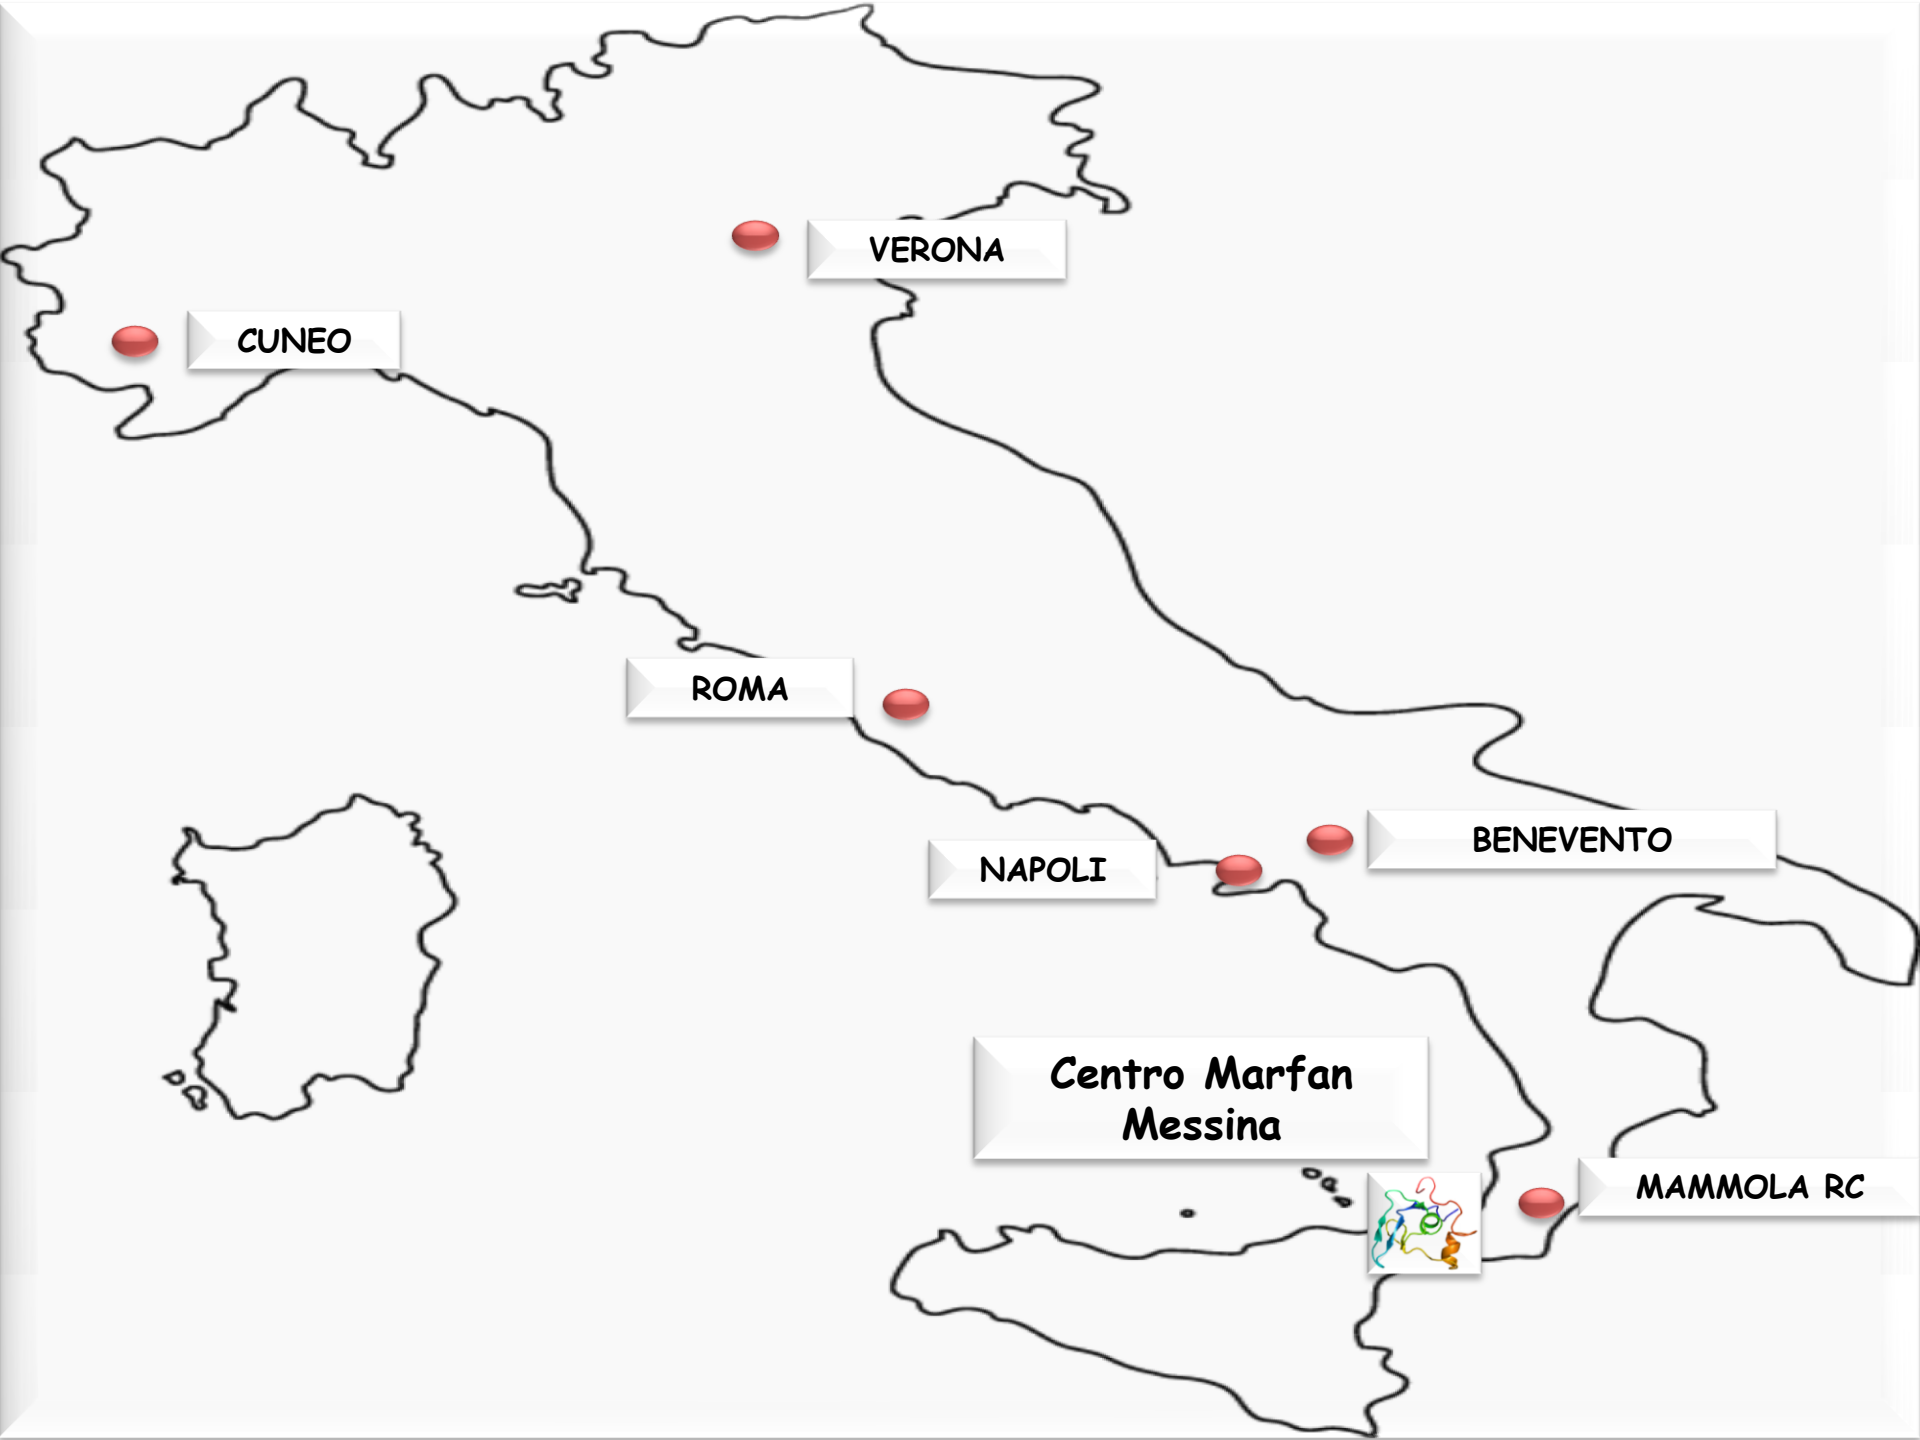 VERONA
CUNEO
ROMA
BENEVENTO
NAPOLI
Centro Marfan
Messina
MAMMOLA RC